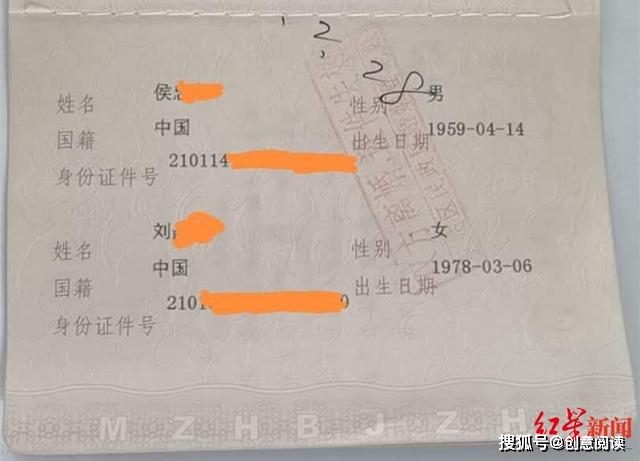 2
28
姓名 侯 性别 男
国籍 中国 出生日期 1959-04-14
身份证件号 210114
姓名 刘 性别 女
国籍 中国 出生日期 1978-03-06
身份证件号 210 0
M Z H B J Z H
红星新闻
搜狐号@创意阅读